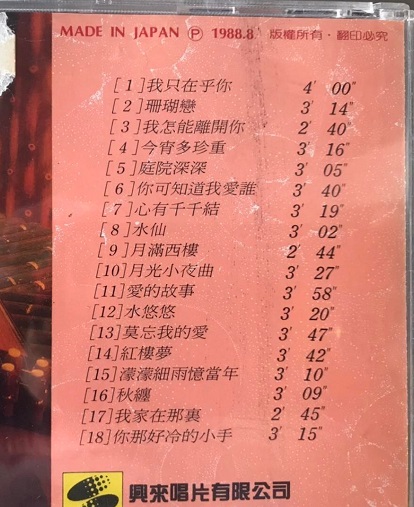 MADE IN JAPAN Ⓟ 1988.8. 版權所有・翻印必究
[1]我只在乎你 4' 00"
[2]珊瑚戀 3' 14"
[3]我怎能離開你 2' 40"
[4]今宵多珍重 3' 16"
[5]庭院深深 3' 05"
[6]你可知道我愛誰 3' 40"
[7]心有千千結 3' 19"
[8]水仙 3' 02"
[9]月滿西樓 2' 44"
[10]月光小夜曲 3' 27"
[11]愛的故事 3' 58"
[12]水悠悠 3' 20"
[13]莫忘我的愛 3' 47"
[14]紅樓夢 3' 42"
[15]濛濛細雨憶當年 3' 10"
[16]秋纏 3' 09"
[17]我家在那裏 2' 45"
[18]你那好冷的小手 3' 15"
興來唱片有限公司